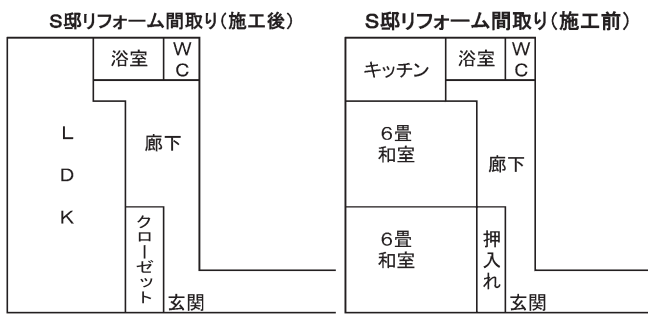 S邸リフォーム間取り(施工後)
浴室
WC
LDK
廊下
クローゼット
玄関
S邸リフォーム間取り(施工前)
キッチン
浴室
WC
6畳
和室
廊下
6畳
和室
押入れ
玄関